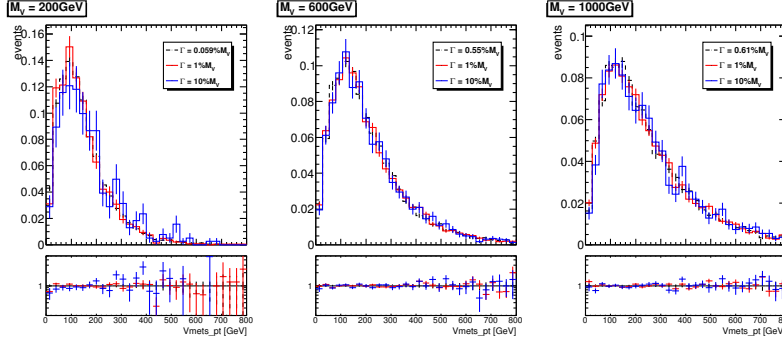 M_V = 200GeV
events
0.16
0.14
0.12
0.1
0.08
0.06
0.04
0.02
0
Γ = 0.059%M_V
Γ = 1%M_V
Γ = 10%M_V
1
0 100 200 300 400 500 600 700 800
Vmets_pt [GeV]
M_V = 600GeV
events
0.12
0.1
0.08
0.06
0.04
0.02
0
Γ = 0.55%M_V
Γ = 1%M_V
Γ = 10%M_V
1
0 100 200 300 400 500 600 700 800
Vmets_pt [GeV]
M_V = 1000GeV
events
0.1
0.08
0.06
0.04
0.02
0
Γ = 0.61%M_V
Γ = 1%M_V
Γ = 10%M_V
1
0 100 200 300 400 500 600 700 80
Vmets_pt [GeV]